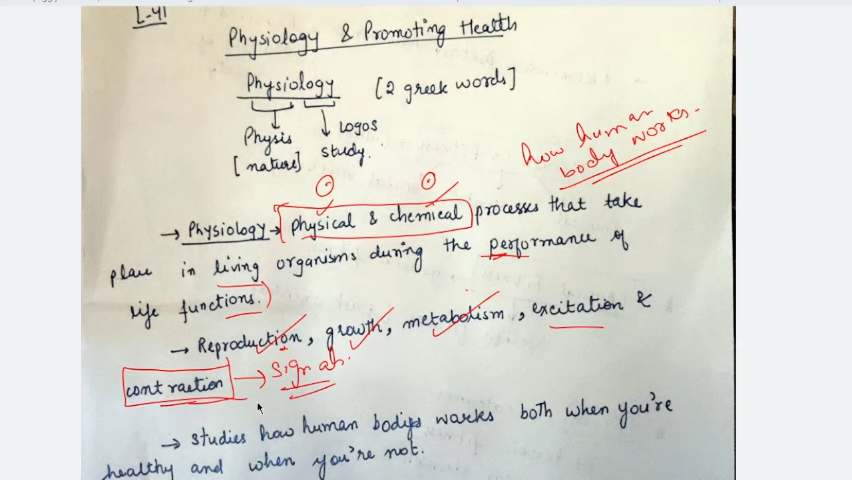 L-41
Physiology & Promoting Health
Physiology [2 greek words]
Physis Logos
[nature] study.
how human
body works.
→ Physiology → Physical & chemical processes that take
place in living organisms during the performance of
life functions.
→ Reproduction, growth, metabolism, excitation &
contraction → Signals.
→ studies how human bodys works both when you're
healthy and when you're not.